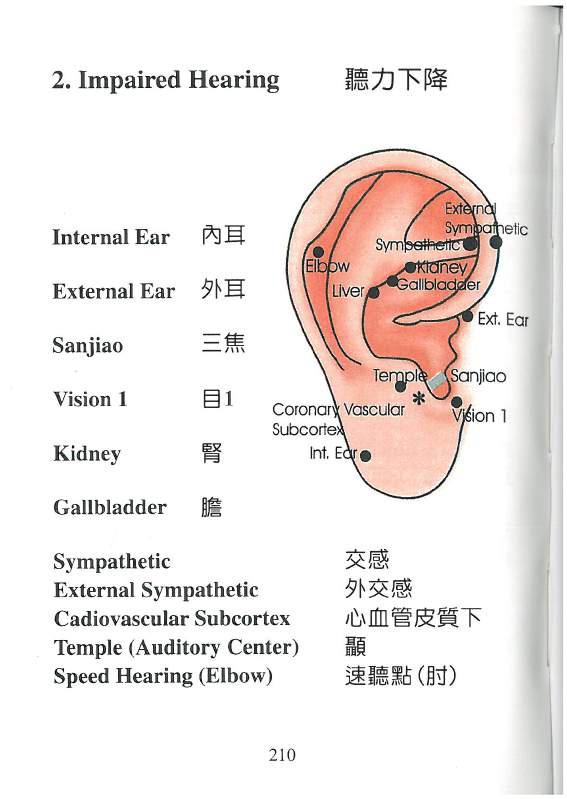 2. Impaired Hearing 聽力下降
Internal Ear 內耳
External Ear 外耳
Sanjiao 三焦
Vision 1 目1
Kidney 腎
Gallbladder 膽
External
Sympathetic
Sympathetic
Elbow
Kidney
Liver
Gallbladder
Ext. Ear
Temple
Sanjiao
Coronary Vascular
Subcortex
*
Vision 1
Int. Ear
Sympathetic 交感
External Sympathetic 外交感
Cadiovascular Subcortex 心血管皮質下
Temple (Auditory Center) 顳
Speed Hearing (Elbow) 速聽點(肘)
210